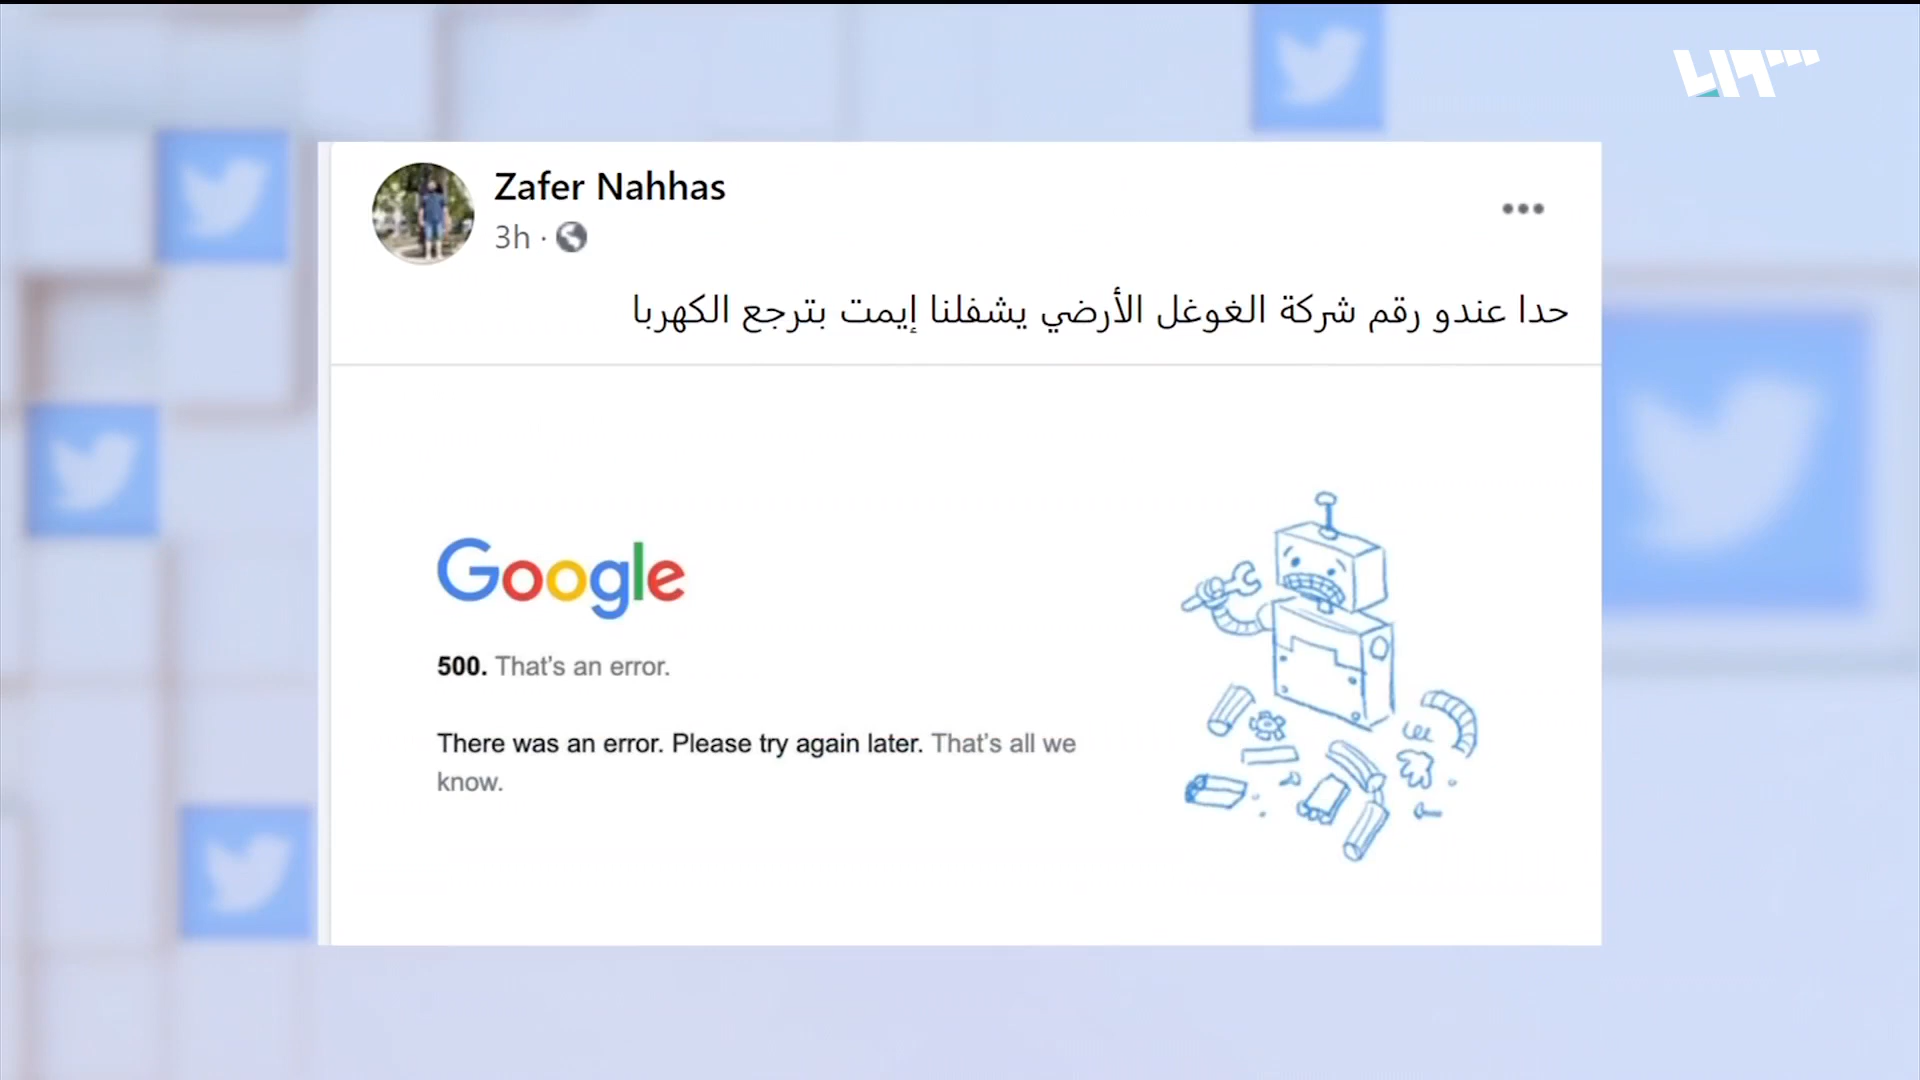 Zafer Nahhas
3h ·
حدا عندو رقم شركة الغوغل الأرضي يشفلنا إيمت بترجع الكهربا
Google
500. That's an error.
There was an error. Please try again later. That's all we
know.